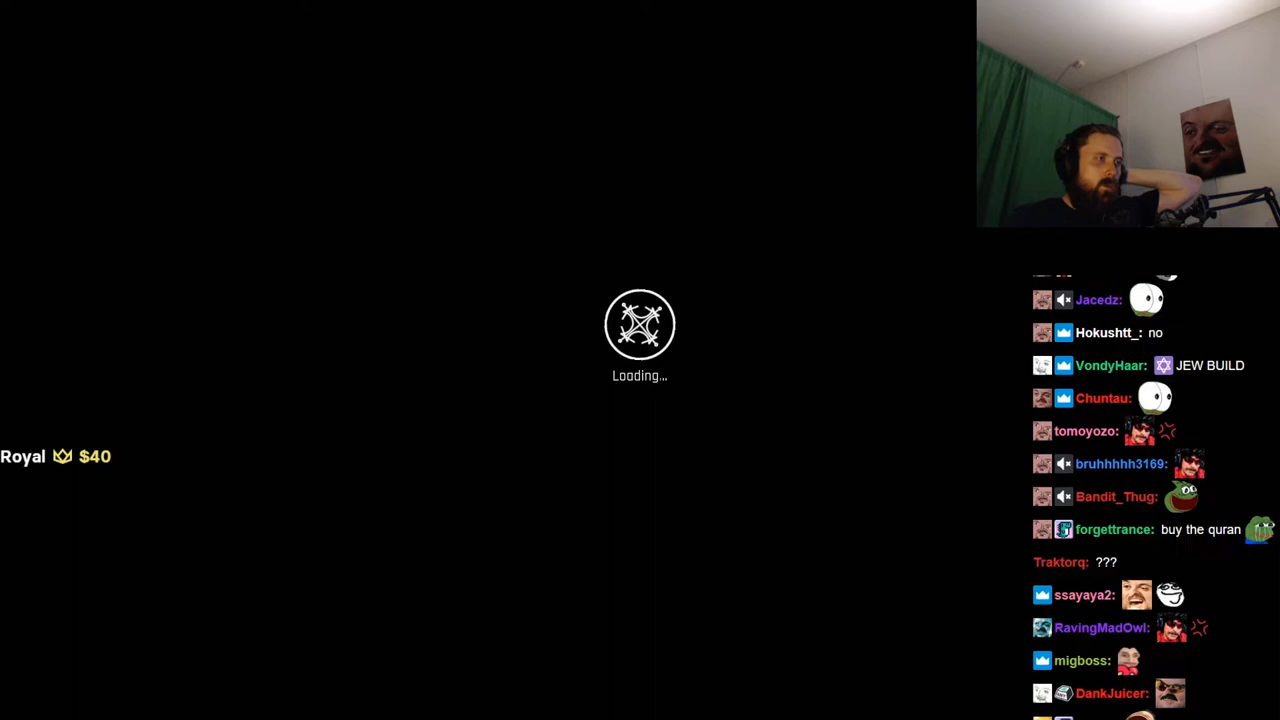 Jacedz:
Hokushtt_: no
VondyHaar: JEW BUILD
Chuntau:
tomoyozo:
bruhhhhh3169:
Bandit_Thug:
forgettrance: buy the quran
Traktorq: ???
ssayaya2:
RavingMadOwl:
migboss:
DankJuicer:
Loading...
Royal $40